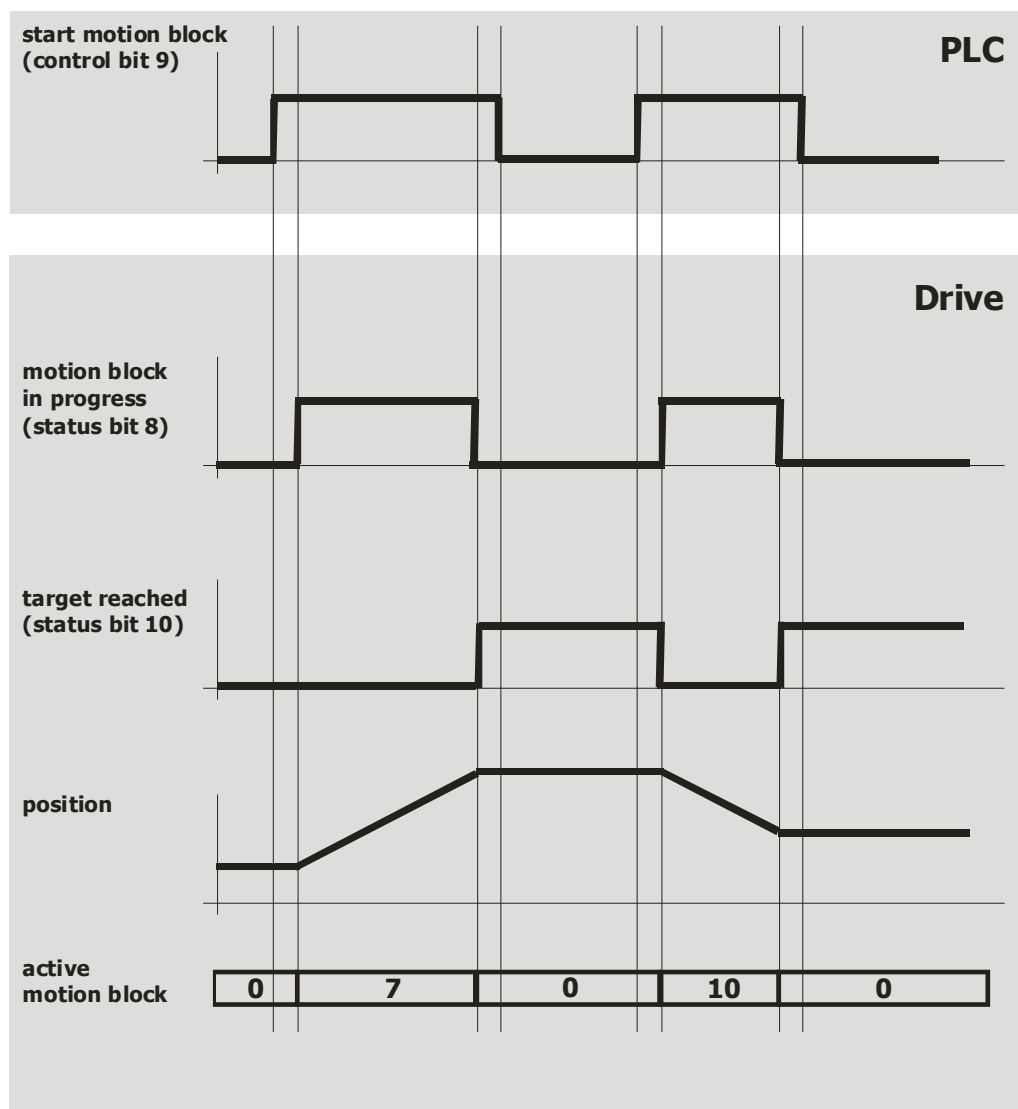 start motion block
(control bit 9)
PLC
Drive
motion block
in progress
(status bit 8)
target reached
(status bit 10)
position
active
motion block
0 7 0 10 0